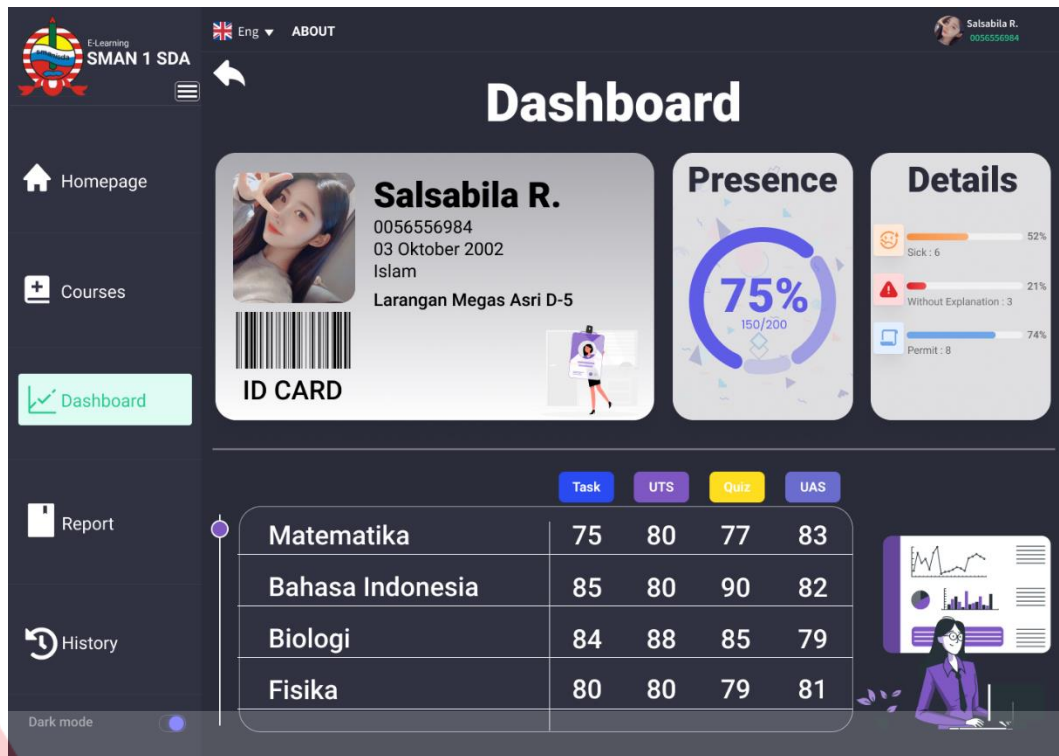 E-Learning
SMAN 1 SDA
Eng ▼ ABOUT
Salsabila R.
0056556984
Dashboard
Homepage
Courses
Dashboard
Report
History
Dark mode
Salsabila R.
0056556984
03 Oktober 2002
Islam
Larangan Megas Asri D-5
ID CARD
Presence
75%
150/200
Details
52%
Sick : 6
21%
Without Explanation : 3
74%
Permit : 8
Task UTS Quiz UAS
Matematika 75 80 77 83
Bahasa Indonesia 85 80 90 82
Biologi 84 88 85 79
Fisika 80 80 79 81